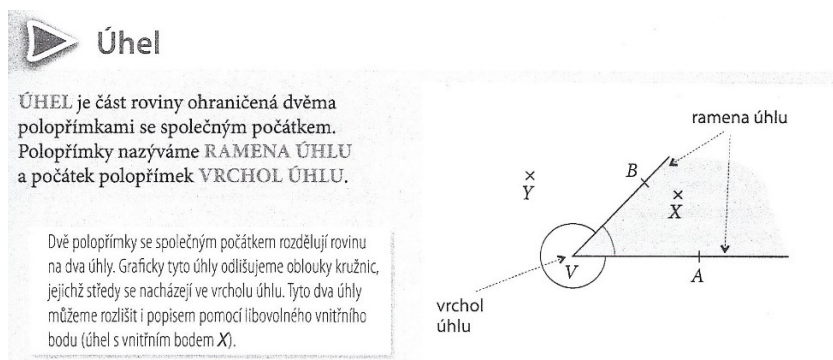 Úhel
ÚHEL je část roviny ohraničená dvěma
polopřímkami se společným počátkem.
Polopřímky nazýváme RAMENA ÚHLU
a počátek polopřímek VRCHOL ÚHLU.
Dvě polopřímky se společným počátkem rozdělují rovinu
na dva úhly. Graficky tyto úhly odlišujeme oblouky kružnic,
jejichž středy se nacházejí ve vrcholu úhlu. Tyto dva úhly
můžeme rozlišit i popisem pomocí libovolného vnitřního
bodu (úhel s vnitřním bodem X).
ramena úhlu
B
Y
X
V
A
vrchol
úhlu